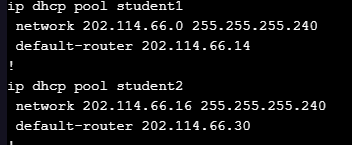 ip dhcp pool student1
 network 202.114.66.0 255.255.255.240
 default-router 202.114.66.14
!
ip dhcp pool student2
 network 202.114.66.16 255.255.255.240
 default-router 202.114.66.30
!